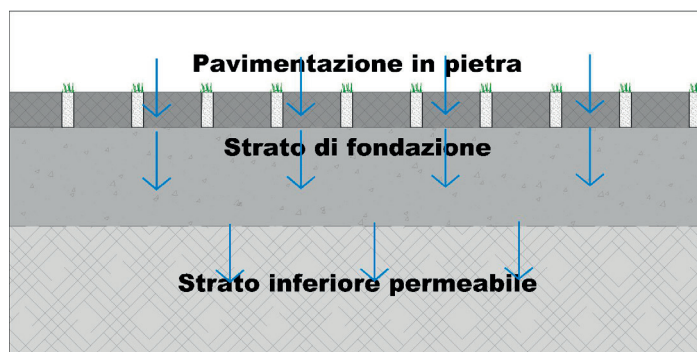 Pavimentazione in pietra
Strato di fondazione
Strato inferiore permeabile